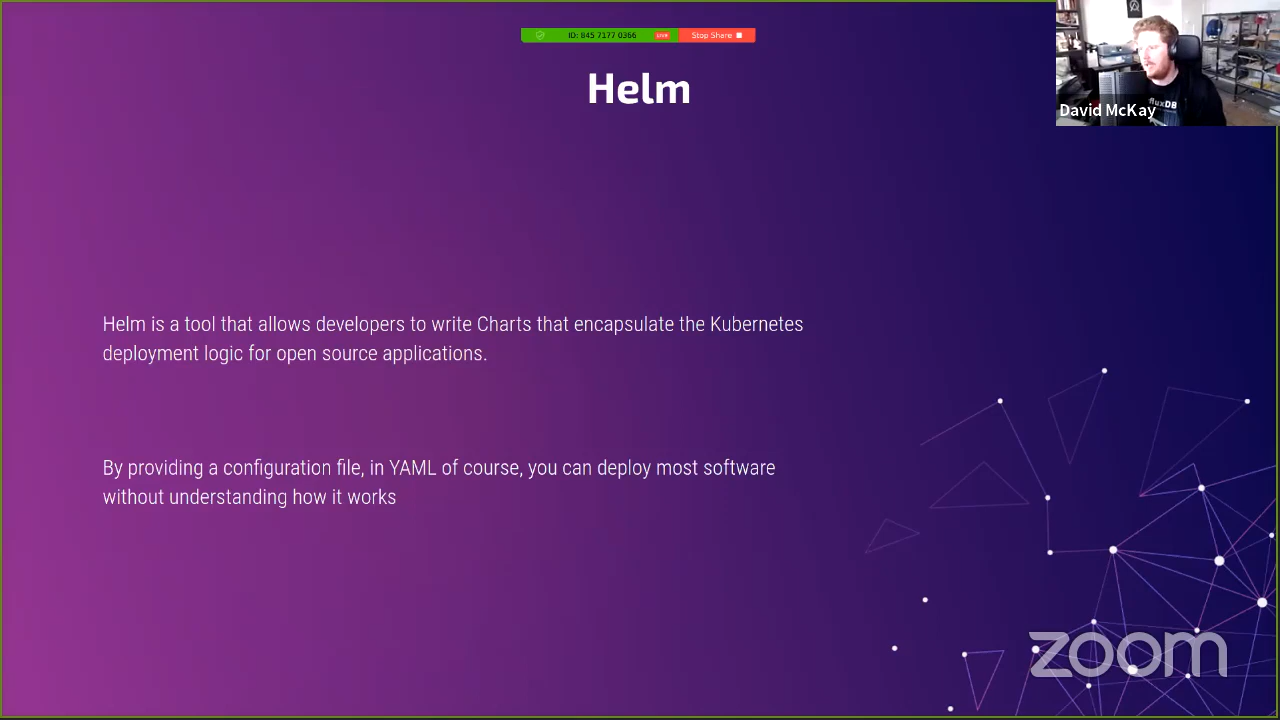 ID: 845 7177 0366 LIVE Stop Share
Helm
David McKay
Helm is a tool that allows developers to write Charts that encapsulate the Kubernetes
deployment logic for open source applications.
By providing a configuration file, in YAML of course, you can deploy most software
without understanding how it works
zoom